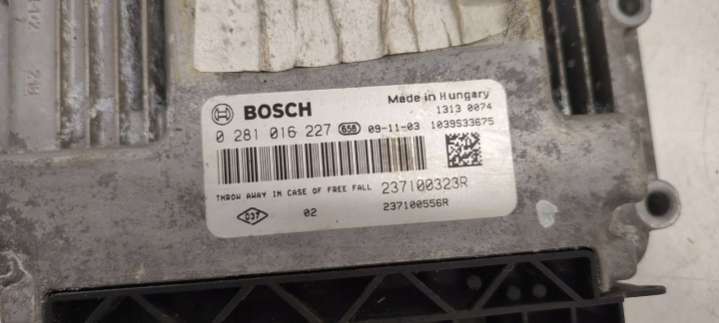 BOSCH
Made in Hungary
1313 0074
0 281 016 227 658 09-11-03 1039S33675
THROW AWAY IN CASE OF FREE FALL 237100323R
02 237100556R